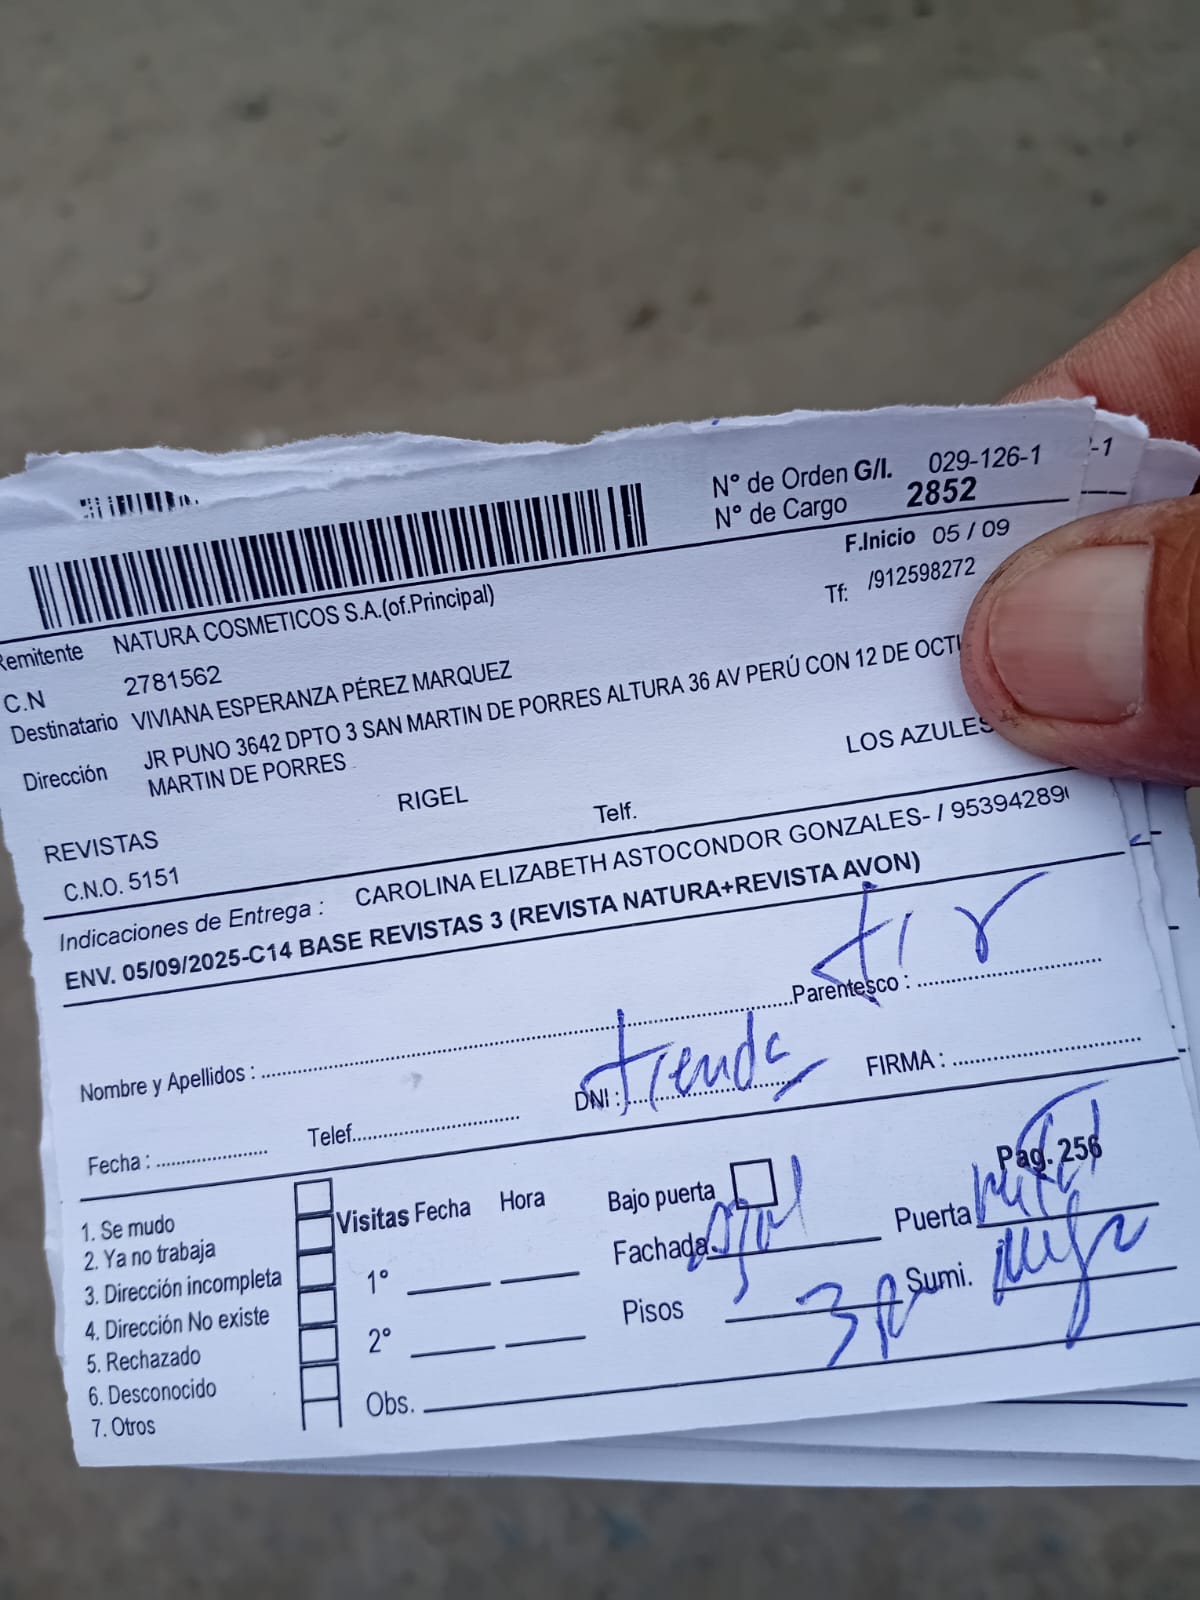 N° de Orden G/I. 029-126-1
-1
N° de Cargo 2852
F.Inicio 05 / 09
Remitente NATURA COSMETICOS S.A.(of.Principal)
Tf: /912598272
C.N 2781562
Destinatario VIVIANA ESPERANZA PÉREZ MARQUEZ
Dirección JR PUNO 3642 DPTO 3 SAN MARTIN DE PORRES ALTURA 36 AV PERÚ CON 12 DE OCT
MARTIN DE PORRES
LOS AZULES
REVISTAS RIGEL Telf.
C.N.O. 5151
Indicaciones de Entrega : CAROLINA ELIZABETH ASTOCONDOR GONZALES- / 95394289
ENV. 05/09/2025-C14 BASE REVISTAS 3 (REVISTA NATURA+REVISTA AVON)
Nombre y Apellidos : Parentesco :
Fecha : Telef. DNI : tienda FIRMA :
Pag. 256
1. Se mudo
2. Ya no trabaja
3. Dirección incompleta
4. Dirección No existe
5. Rechazado
6. Desconocido
7. Otros
Visitas Fecha Hora
1°
2°
Obs.
Bajo puerta
Fachada azul Puerta metal
Pisos 3p Sumi.